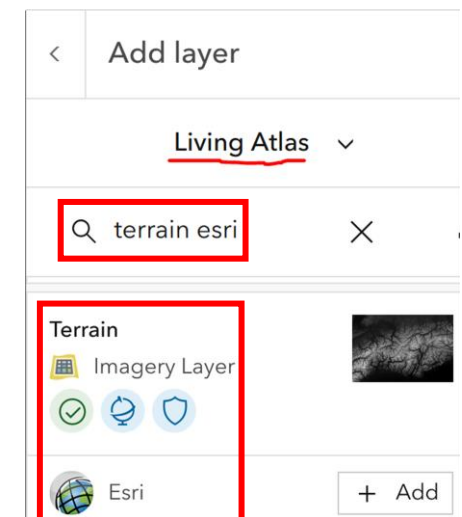 Add layer
Living Atlas
terrain esri
Terrain
Imagery Layer
Esri
+ Add